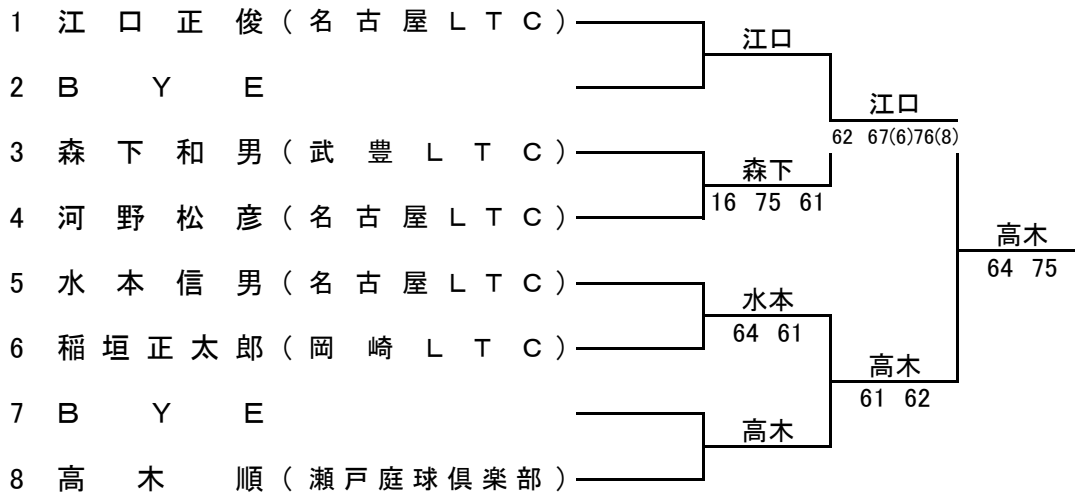 1 江口正俊(名古屋LTC)
江口
2 BYE
江口
62 67(6)76(8)
3 森下和男(武豊LTC)
森下
16 75 61
4 河野松彦(名古屋LTC)
高木
64 75
5 水本信男(名古屋LTC)
水本
64 61
6 稲垣正太郎(岡崎LTC)
高木
61 62
7 BYE
高木
8 高木順(瀬戸庭球倶楽部)